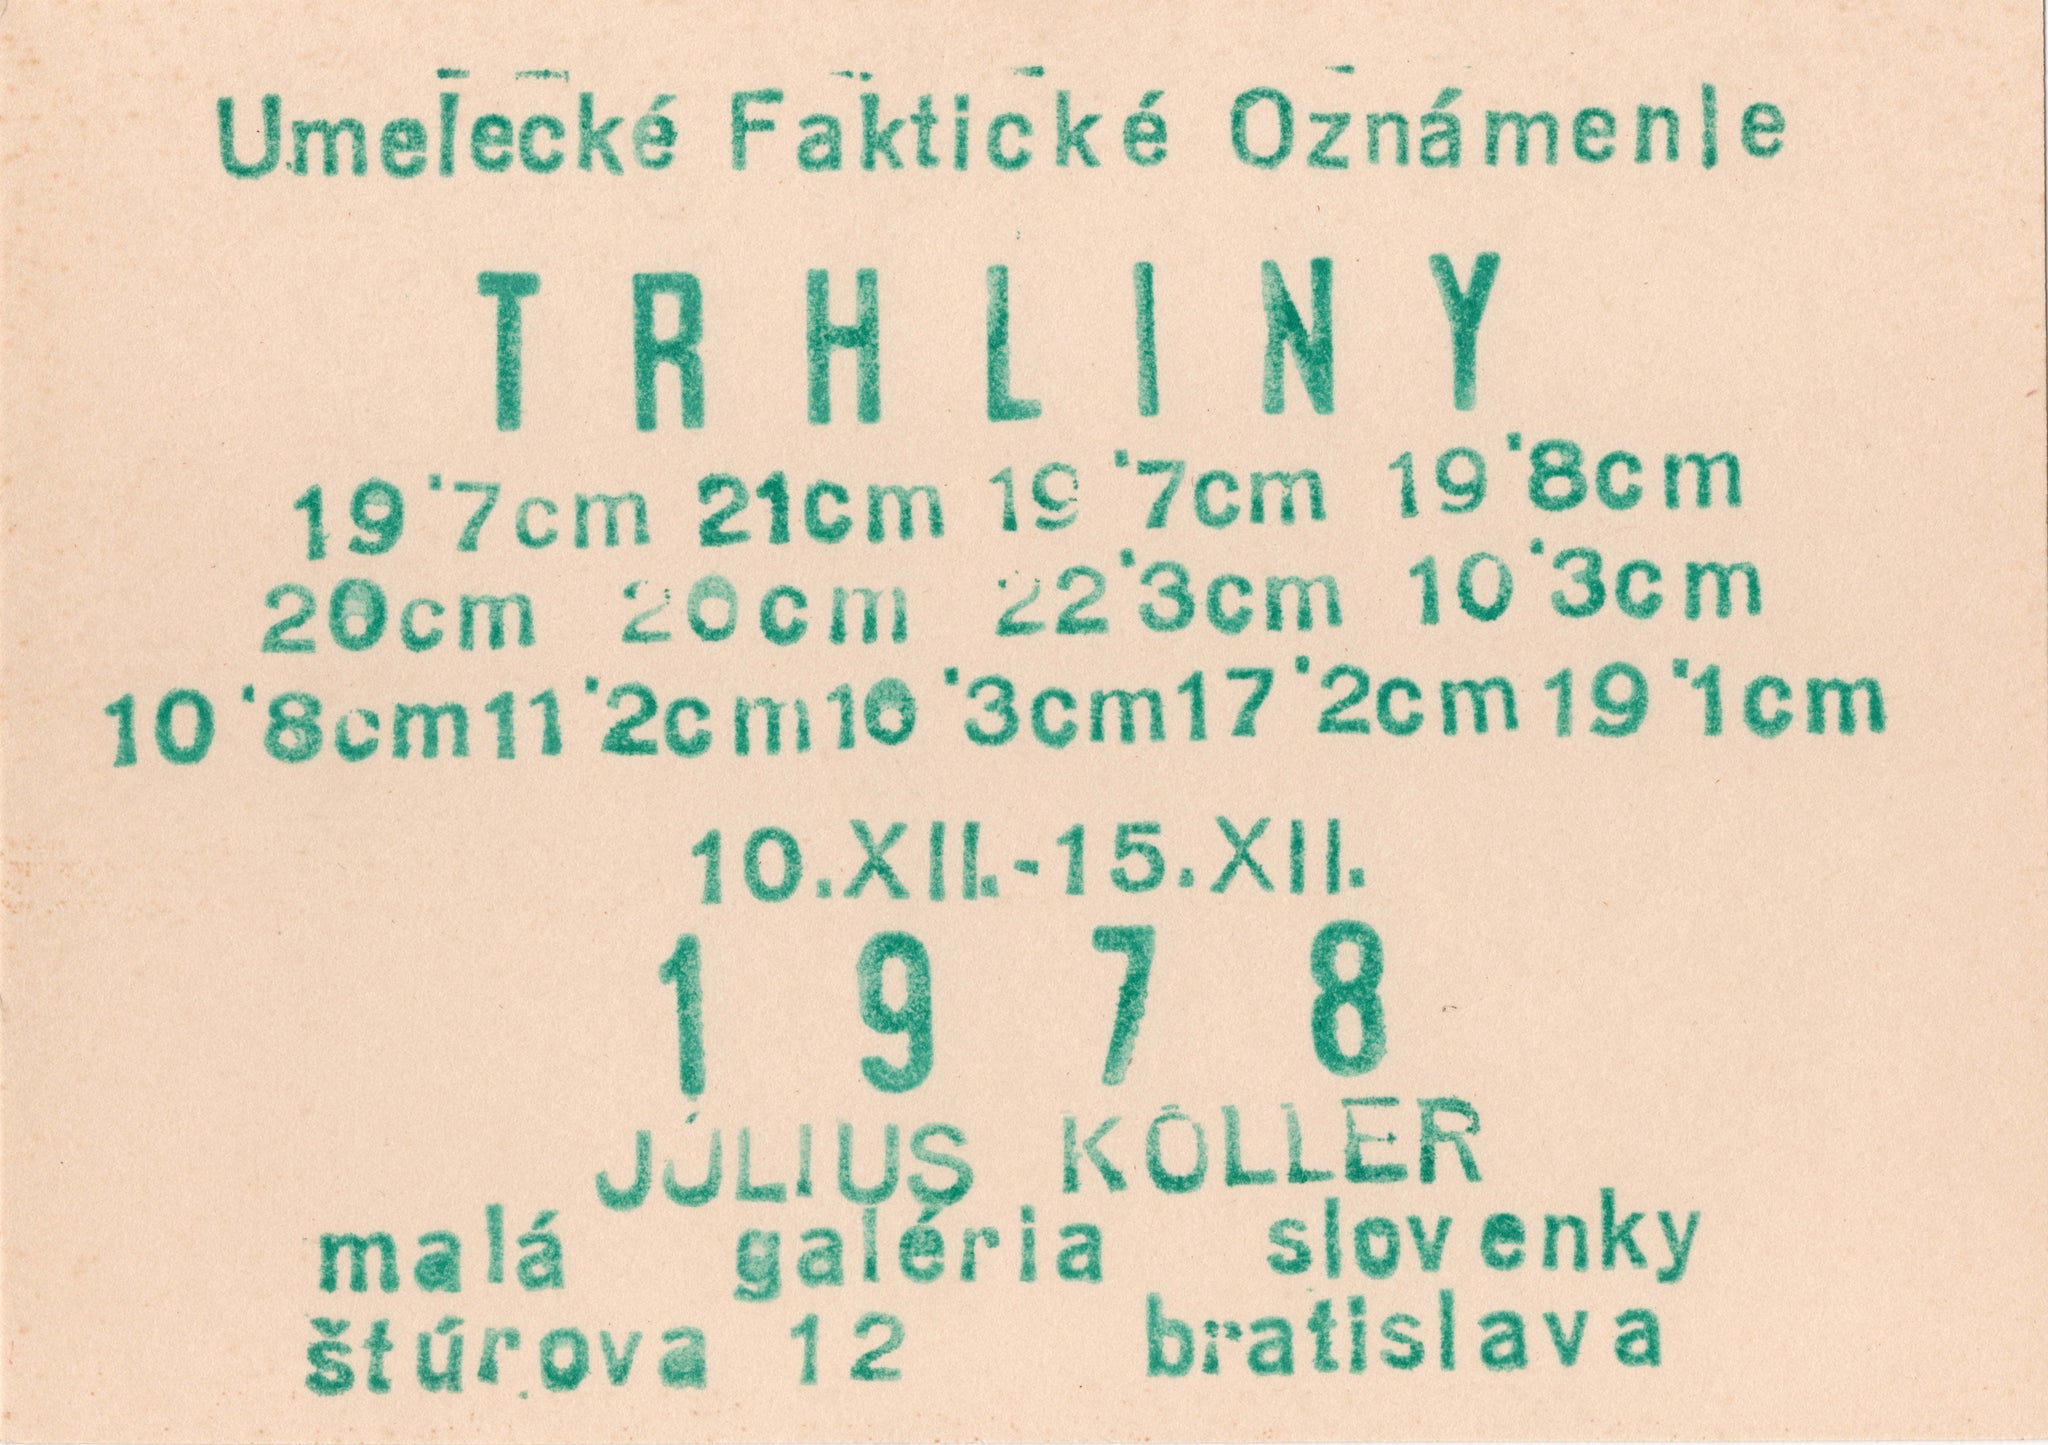 Umelecké Faktické Oznámenie
TRHLINY
19˙7cm 21cm 19˙7cm 19˙8cm
20cm 20cm 22˙3cm 10˙3cm
10˙8cm 11˙2cm 10˙3cm 17˙2cm 19˙1cm
10.XII.-15.XII.
1978
JÚLIUS KOLLER
malá galéria slovenky
štúrova 12 bratislava